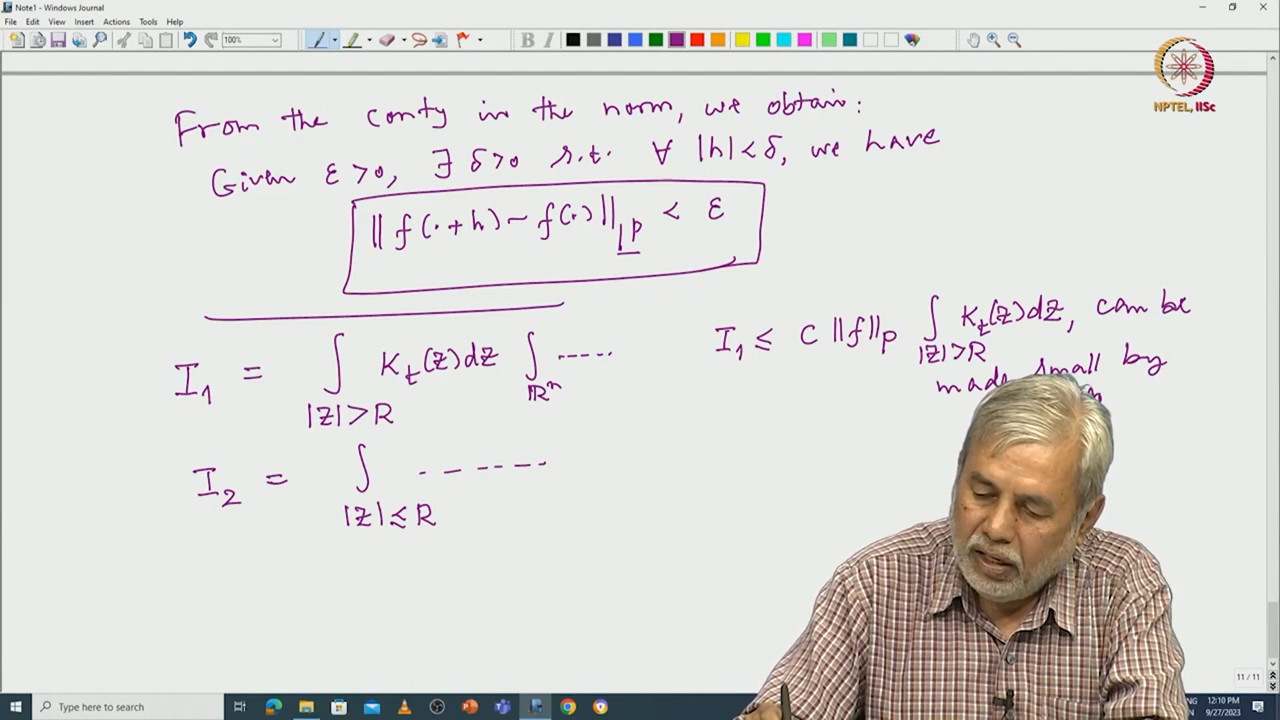 Note1 - Windows Journal
File Edit View Insert Actions Tools Help
100%
B I
NPTEL, IISc
From the conty in the norm, we obtain:
Given ε>0, ∃ δ>0 s.t. ∀ |h|<δ, we have
|| f(·+h) - f(·) ||_p < ε
I₁ = ∫_{|z|>R} K_t(z)dz ∫_{ℝⁿ} .....
I₁ ≤ C ||f||_p ∫_{|z|>R} K_t(z)dz, can be
made small by
I₂ = ∫_{|z|≤R} ------
11 / 11
Type here to search
12:10 PM
9/27/2023